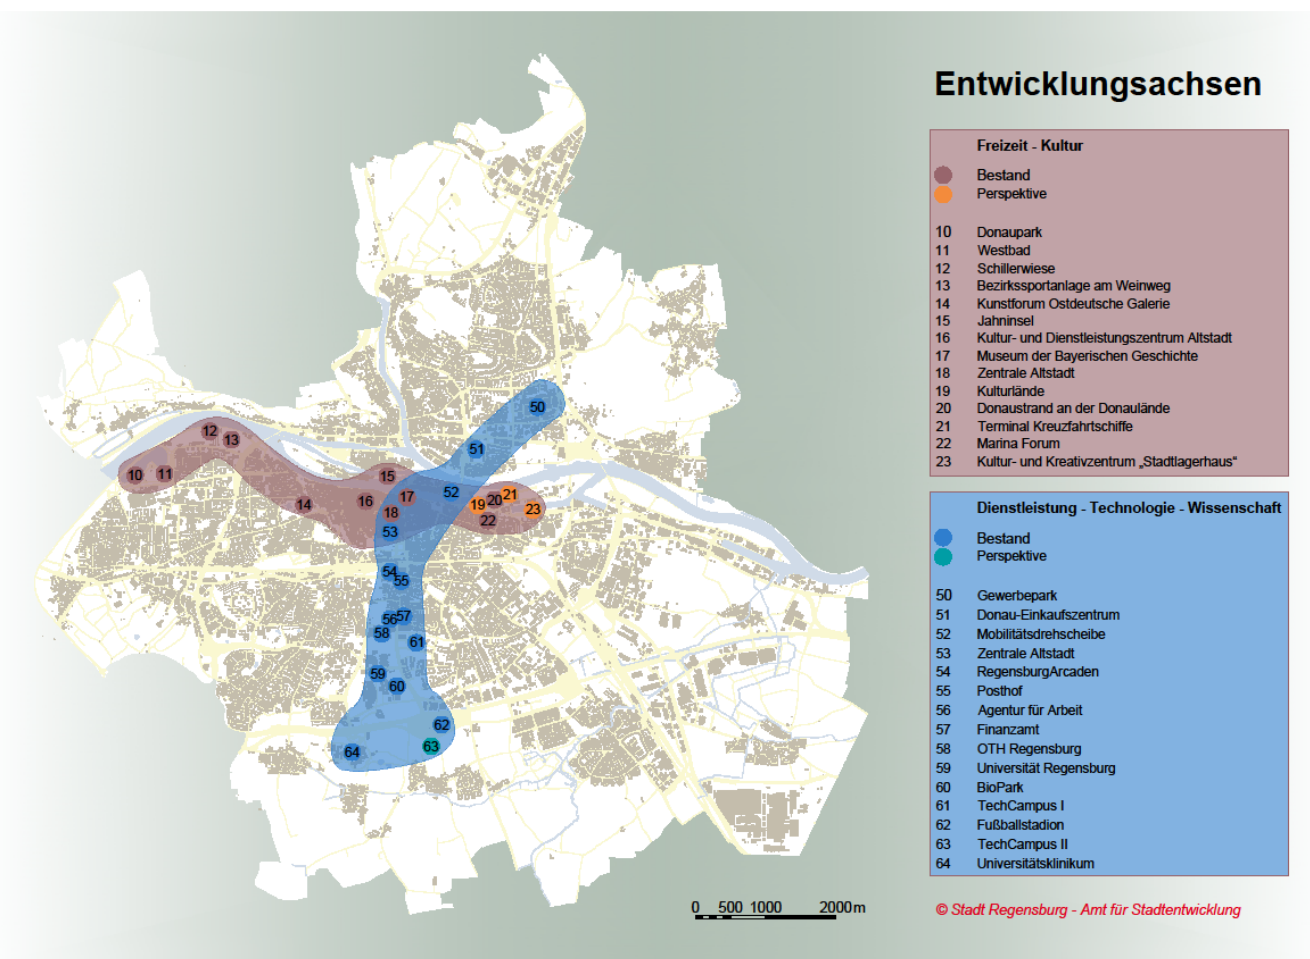 Entwicklungsachsen
Freizeit - Kultur
Bestand
Perspektive
10 Donaupark
11 Westbad
12 Schillerwiese
13 Bezirkssportanlage am Weinweg
14 Kunstforum Ostdeutsche Galerie
15 Jahninsel
16 Kultur- und Dienstleistungszentrum Altstadt
17 Museum der Bayerischen Geschichte
18 Zentrale Altstadt
19 Kulturlände
20 Donaustrand an der Donaulände
21 Terminal Kreuzfahrtschiffe
22 Marina Forum
23 Kultur- und Kreativzentrum „Stadtlagerhaus“
Dienstleistung - Technologie - Wissenschaft
Bestand
Perspektive
50 Gewerbepark
51 Donau-Einkaufszentrum
52 Mobilitätsdrehscheibe
53 Zentrale Altstadt
54 RegensburgArcaden
55 Posthof
56 Agentur für Arbeit
57 Finanzamt
58 OTH Regensburg
59 Universität Regensburg
60 BioPark
61 TechCampus I
62 Fußballstadion
63 TechCampus II
64 Universitätsklinikum
50
12
13
51
10
11
15
52
17
20
21
14
16
19
23
18
22
53
54
55
56
57
58
61
59
60
62
63
64
0 500 1000 2000m
© Stadt Regensburg - Amt für Stadtentwicklung